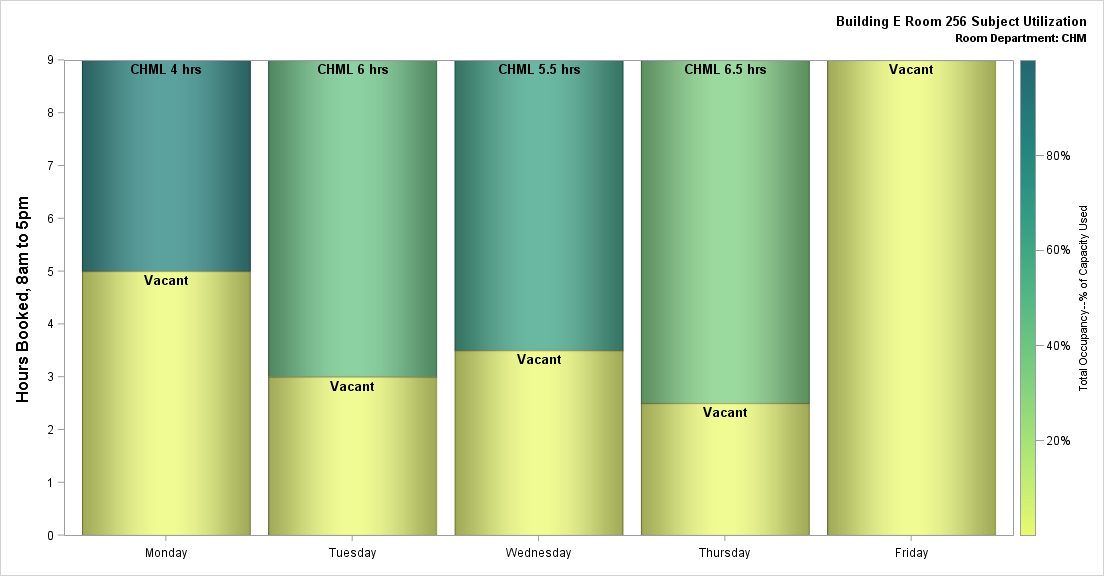 Building E Room 256 Subject Utilization
Room Department: CHM
Hours Booked, 8am to 5pm
9
8
7
6
5
4
3
2
1
0
CHML 4 hrs
Vacant
CHML 6 hrs
Vacant
CHML 5.5 hrs
Vacant
CHML 6.5 hrs
Vacant
Vacant
Monday
Tuesday
Wednesday
Thursday
Friday
80%
60%
40%
20%
Total Occupancy--% of Capacity Used